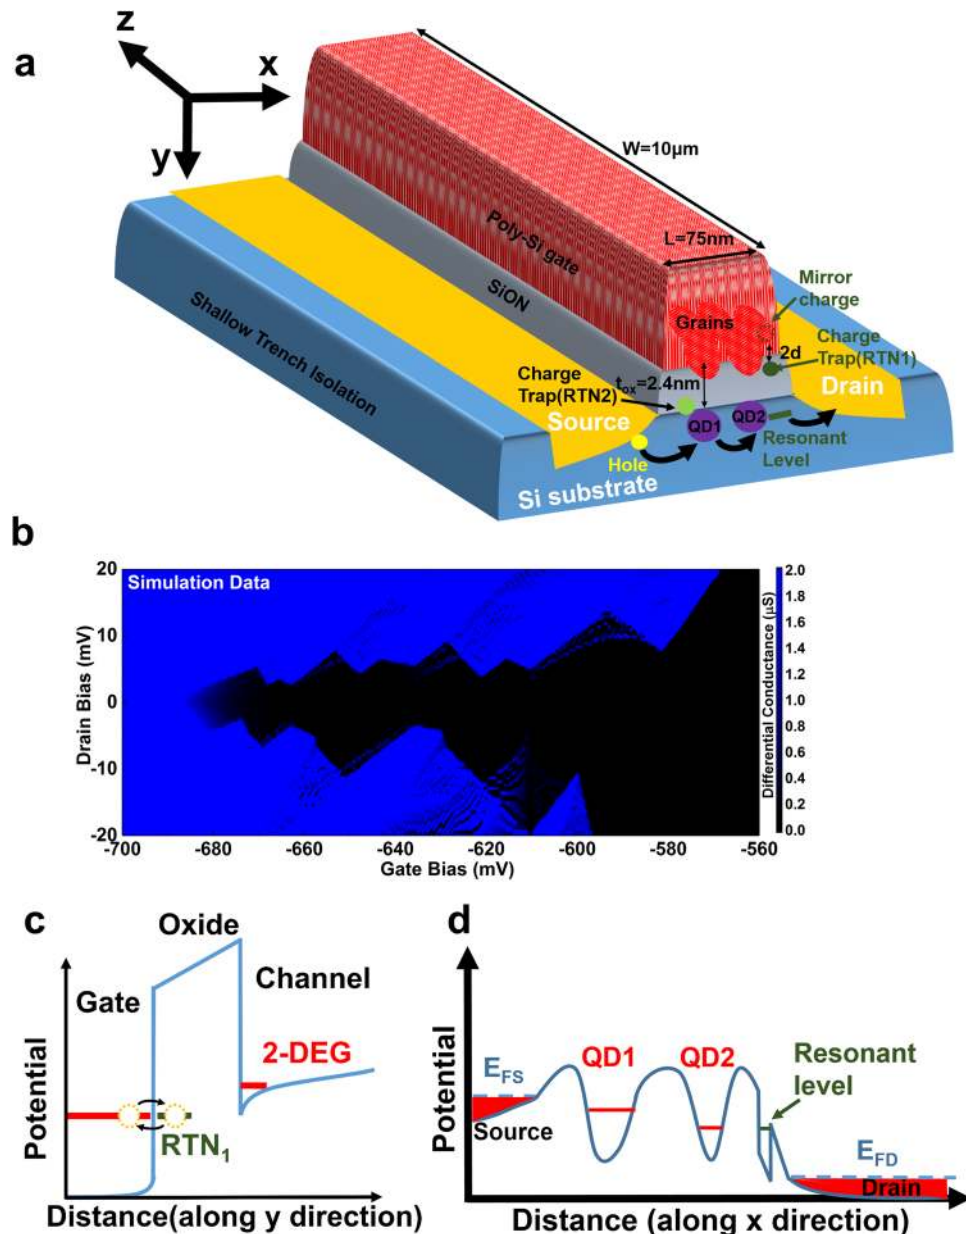 a
z
x
y
W=10µm
L=75nm
Poly-Si gate
SiON
Shallow Trench Isolation
Grains
Mirror
charge
2d
Charge
Trap(RTN1)
Charge
Trap(RTN2)
tox=2.4nm
Drain
Source
QD1
QD2
Resonant
Level
Hole
Si substrate
b
Simulation Data
Drain Bias (mV)
20
10
0
-10
-20
-700
-680
-660
-640
-620
-600
-580
-560
Gate Bias (mV)
Differential Conductance (µS)
2.0
1.8
1.6
1.4
1.2
1.0
0.8
0.6
0.4
0.2
0.0
c
Oxide
Gate
Channel
2-DEG
RTN1
Potential
Distance(along y direction)
d
Potential
QD1
QD2
Resonant
level
EFS
Source
EFD
Drain
Distance (along x direction)